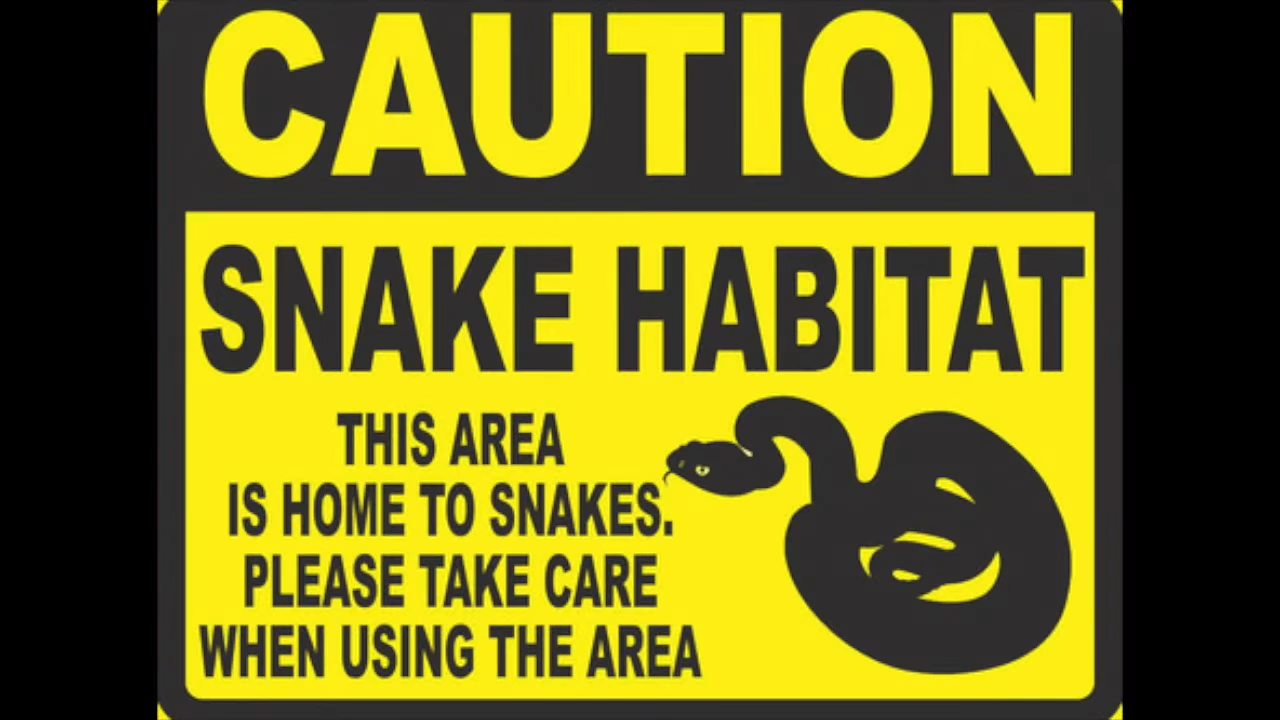 CAUTION
SNAKE HABITAT
THIS AREA
IS HOME TO SNAKES.
PLEASE TAKE CARE
WHEN USING THE AREA